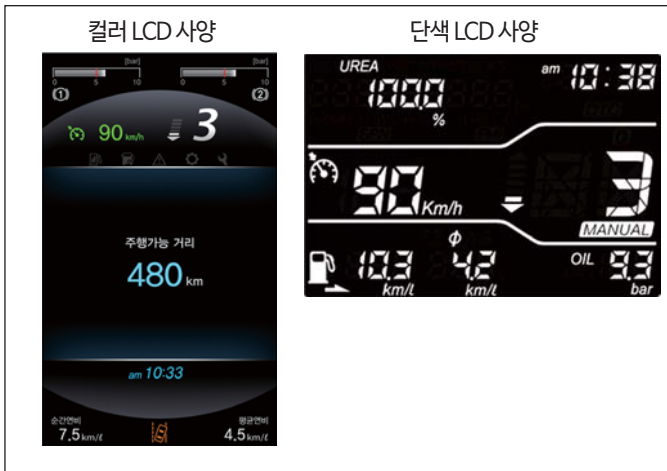 컬러 LCD 사양
[bar] [bar]
0 5 10 0 5 10
(1) (2)
90 km/h 3
주행가능 거리
480 km
am 10:33
순간연비 평균연비
7.5 km/ℓ 4.5 km/ℓ
단색 LCD 사양
UREA am 10:38
100.0
%
90 Km/h 3
MANUAL
ϕ OIL
10.3 4.2 9.3
km/ℓ km/ℓ bar